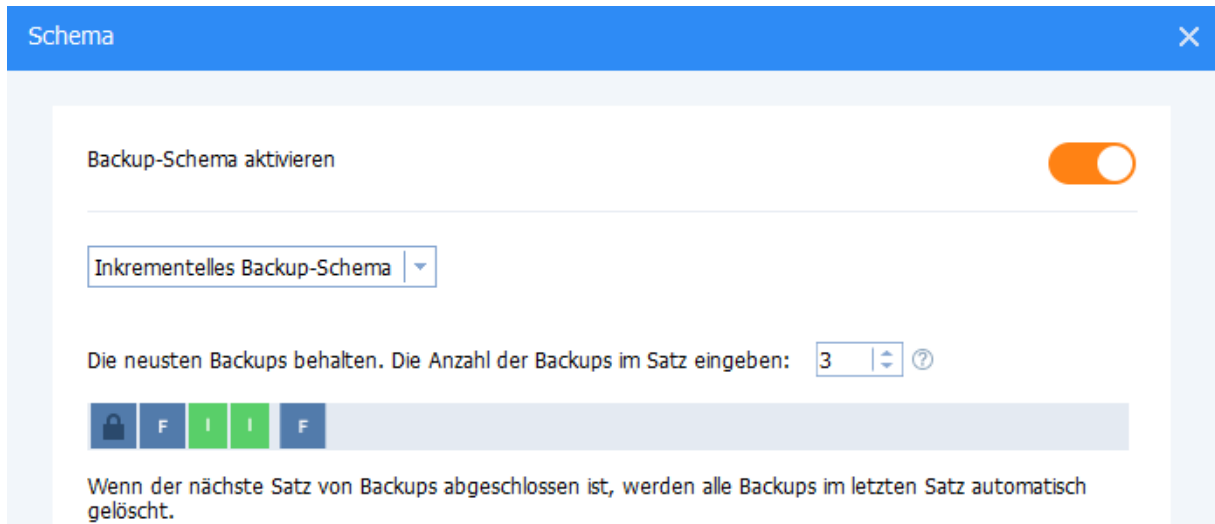 Schema
Backup-Schema aktivieren
Inkrementelles Backup-Schema
Die neusten Backups behalten. Die Anzahl der Backups im Satz eingeben: 3 ?
F I I F
Wenn der nächste Satz von Backups abgeschlossen ist, werden alle Backups im letzten Satz automatisch
gelöscht.